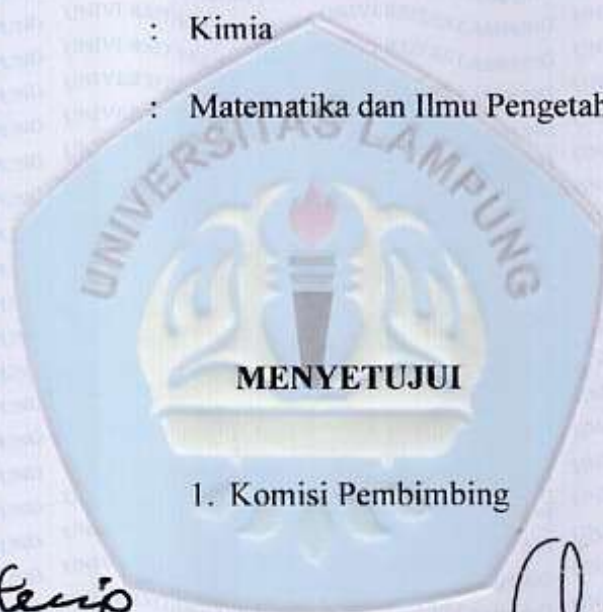 : Kimia
: Matematika dan Ilmu Pengetah
UNIVERSITAS LAMPUNG
MENYETUJUI
1. Komisi Pembimbing